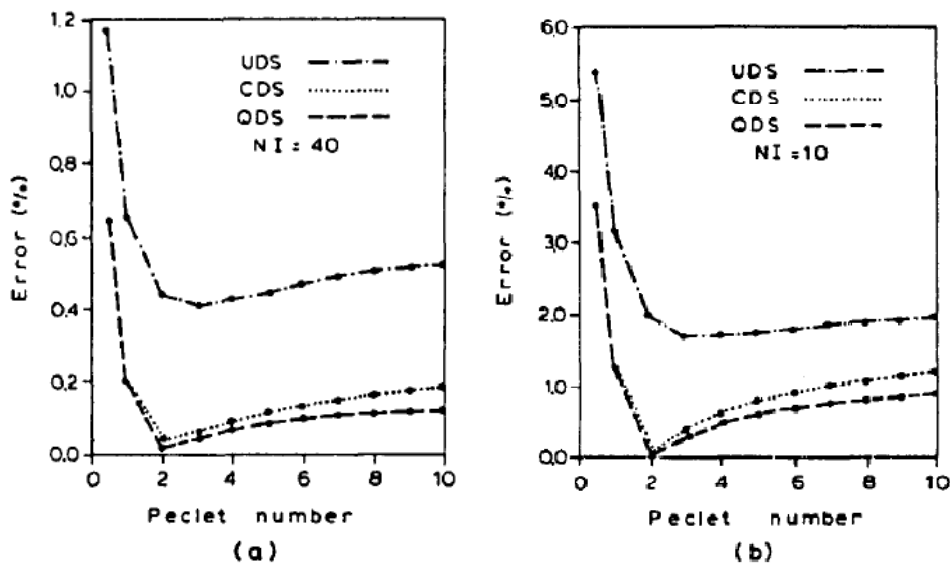 1.2
1.0
0.8
0.6
0.4
0.2
0.0
Error (%)
UDS
CDS
QDS
NI = 40
0 2 4 6 8 10
Peclet number
(a)
6.0
5.0
4.0
3.0
2.0
1.0
0.0
Error (%)
UDS
CDS
QDS
NI = 10
0 2 4 6 8 10
Peclet number
(b)